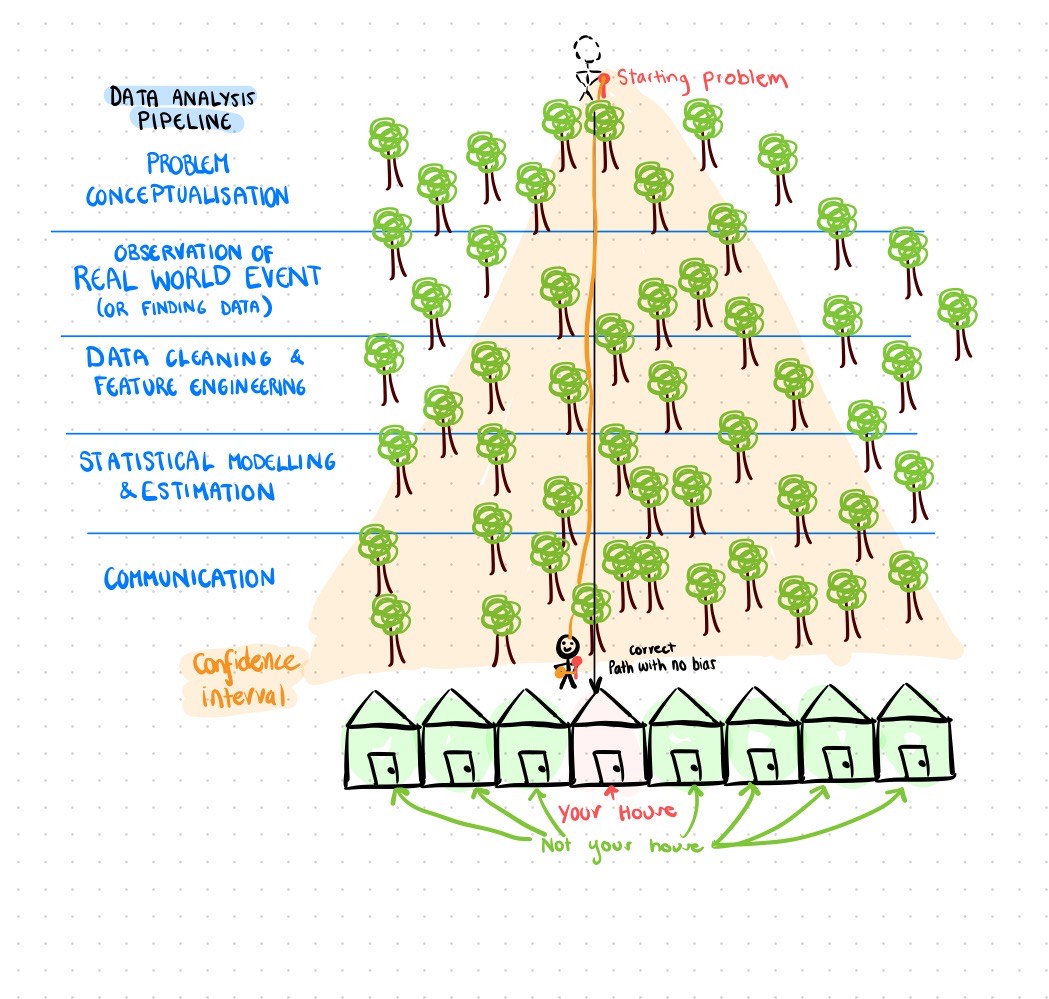 Starting problem
DATA ANALYSIS
PIPELINE
PROBLEM
CONCEPTUALISATION
OBSERVATION OF
REAL WORLD EVENT
(OR FINDING DATA)
DATA CLEANING &
FEATURE ENGINEERING
STATISTICAL MODELLING
& ESTIMATION
COMMUNICATION
Confidence
interval
correct
Path with no bias
Your House
Not your house